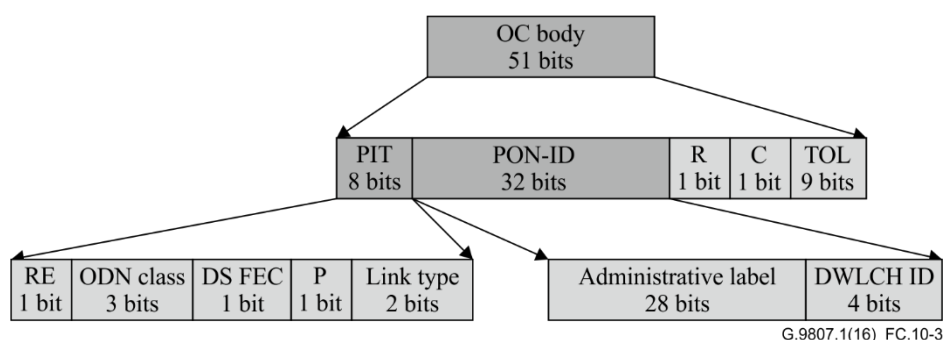 OC body
51 bits
PIT
8 bits
PON-ID
32 bits
R
1 bit
C
1 bit
TOL
9 bits
RE
1 bit
ODN class
3 bits
DS FEC
1 bit
P
1 bit
Link type
2 bits
Administrative label
28 bits
DWLCH ID
4 bits
G.9807.1(16)_FC.10-3